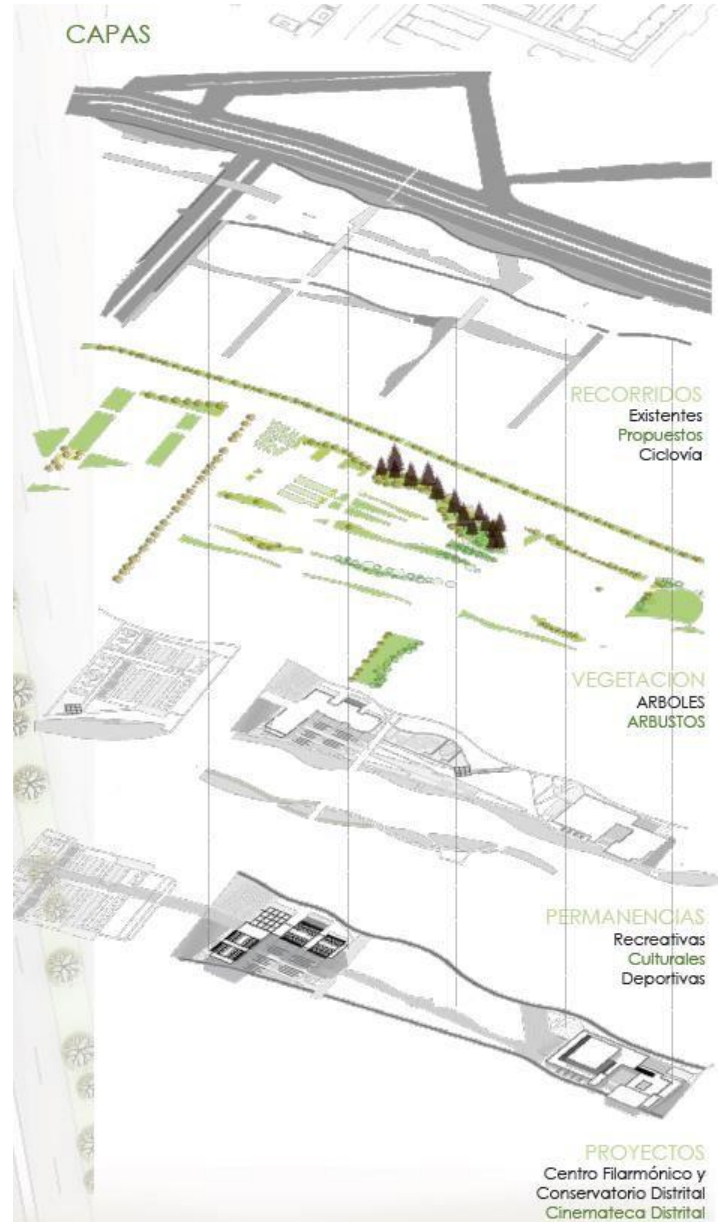 CAPAS
RECORRIDOS
Existentes
Propuestos
Ciclovía
VEGETACION
ARBOLES
ARBUSTOS
PERMANENCIAS
Recreativas
Culturales
Deportivas
PROYECTOS
Centro Filarmónico y
Conservatorio Distrital
Cinemateca Distrital